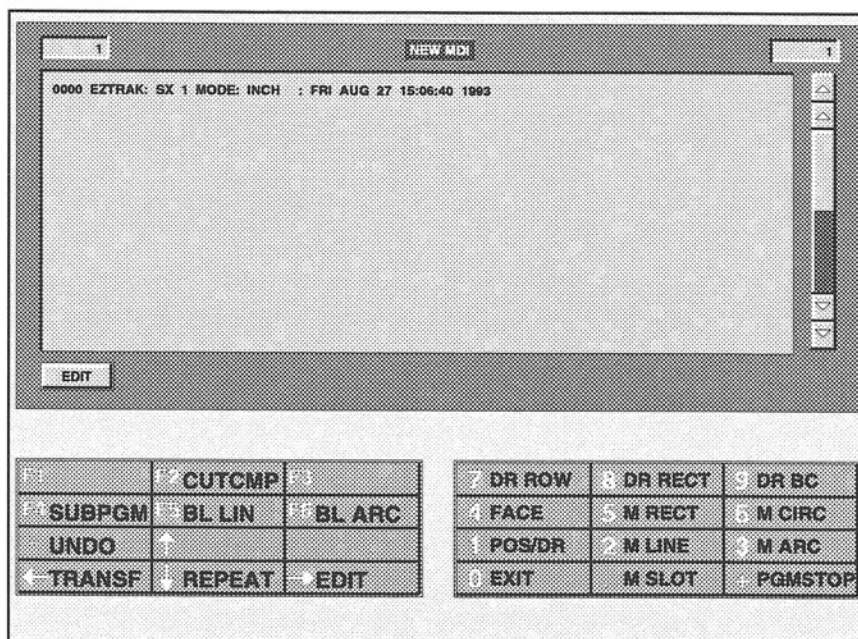 1 NEW MDI 1
0000 EZTRAK: SX 1 MODE: INCH : FRI AUG 27 15:06:40 1993
EDIT
F1 F2 CUTCMP F3
F4 SUBPGM F5 BL LIN F6 BL ARC
- UNDO ↑
← TRANSF ↓ REPEAT → EDIT
7 DR ROW 8 DR RECT 9 DR BC
4 FACE 5 M RECT 6 M CIRC
1 POS/DR 2 M LINE 3 M ARC
0 EXIT M SLOT + PGMSTOP